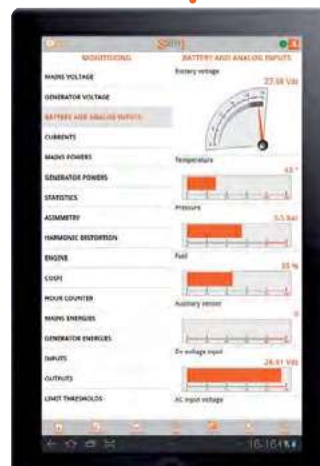 MONITORING
MAINS VOLTAGE
GENERATOR VOLTAGE
BATTERY AND ANALOG INPUTS
CURRENTS
MAINS POWERS
GENERATOR POWERS
STATISTICS
ASIMMETRY
HARMONIC DISTORTION
ENGINE
COSFI
HOUR COUNTER
MAINS ENERGIES
GENERATOR ENERGIES
INPUTS
OUTPUTS
LIMIT THRESHOLDS
BATTERY AND ANALOG INPUTS
Battery voltage
Vdc
Temperature
Pressure
5.5 bar
Fuel
%
Auxiliary sensor
0
D+ voltage input
Vdc
AC input voltage